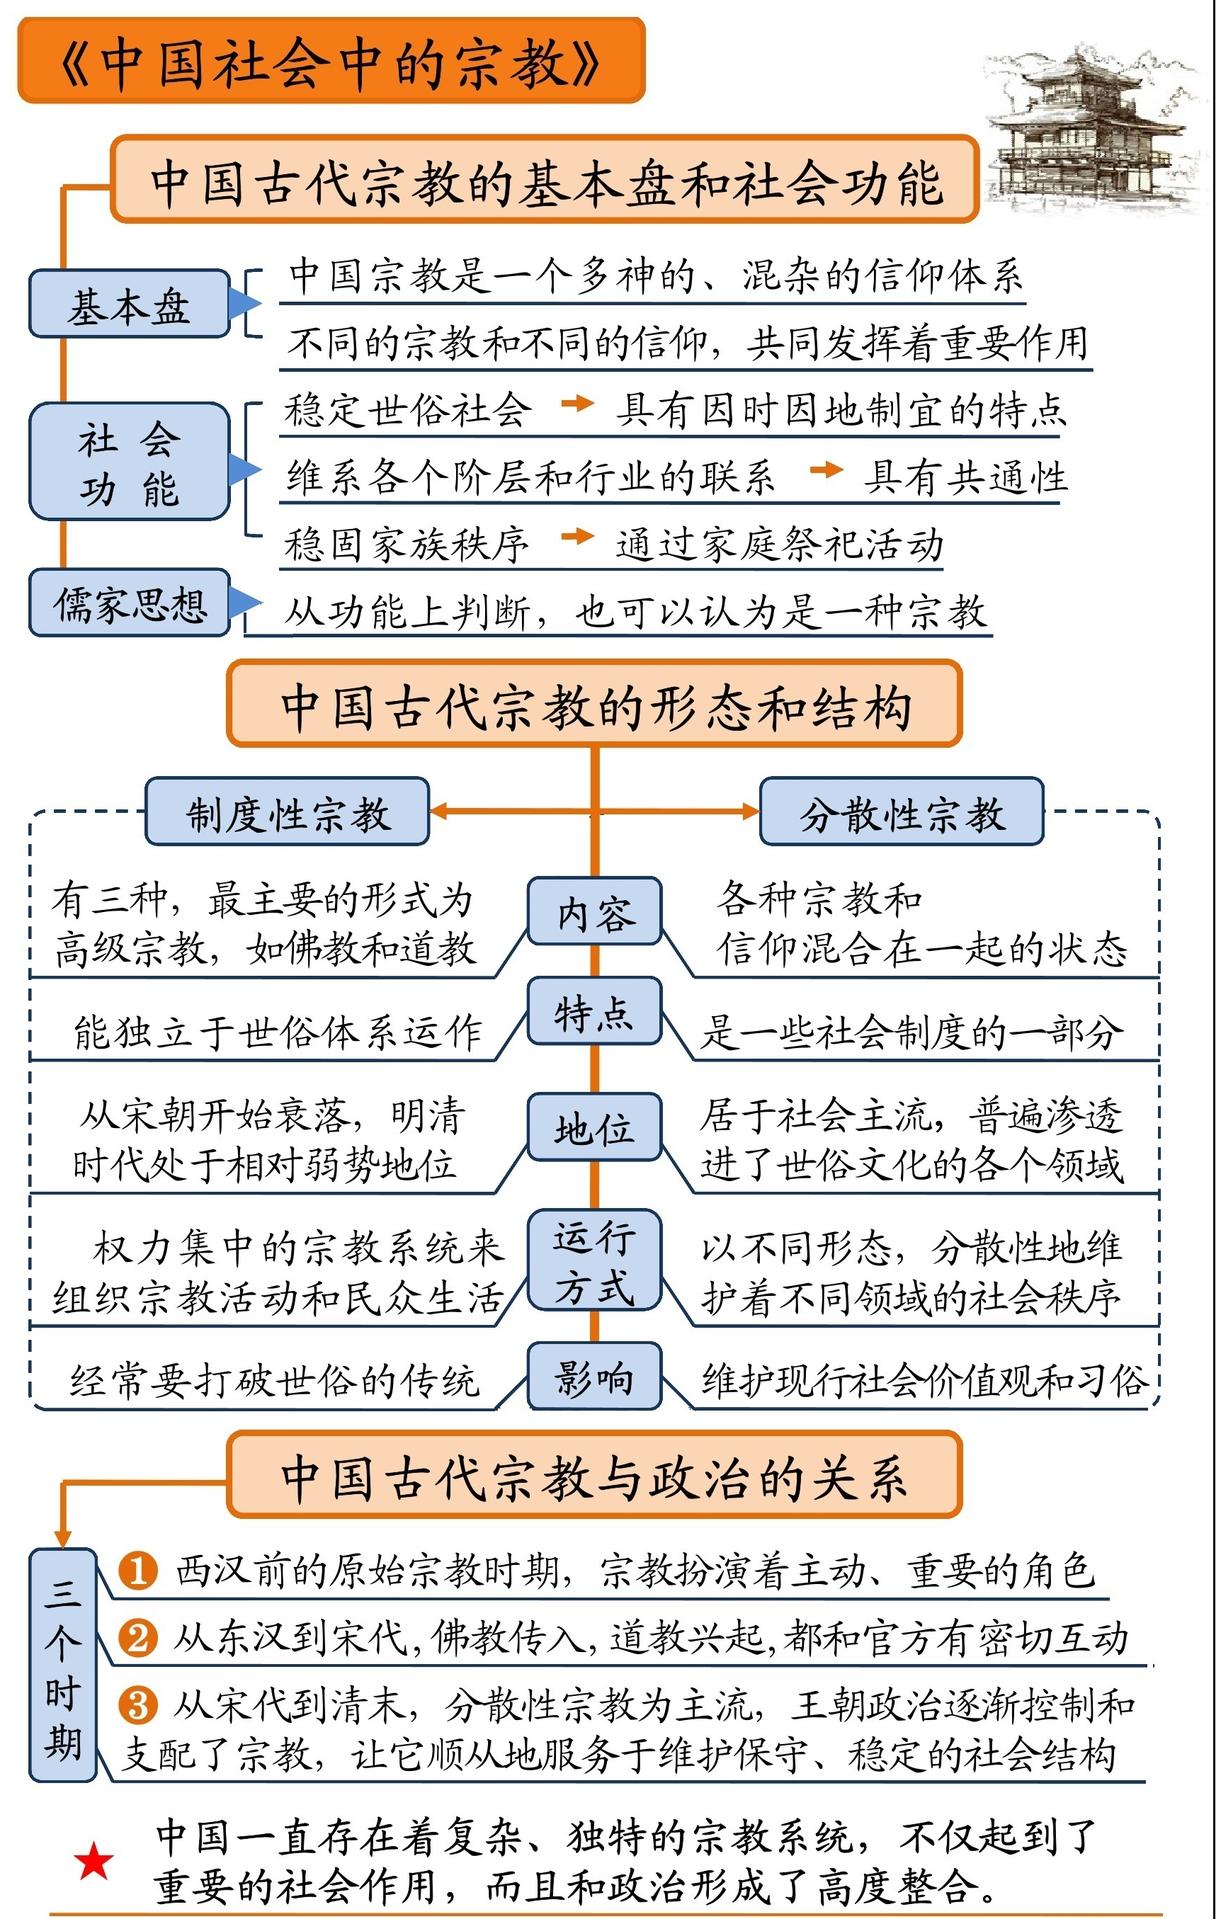 《中国社会中的宗教》
中国古代宗教的基本盘和社会功能
基本盘
中国宗教是一个多神的、混杂的信仰体系
不同的宗教和不同的信仰，共同发挥着重要作用
社会
功能
稳定世俗社会 → 具有因时因地制宜的特点
维系各个阶层和行业的联系 → 具有共通性
稳固家族秩序 → 通过家庭祭祀活动
儒家思想
从功能上判断，也可以认为是一种宗教
中国古代宗教的形态和结构
制度性宗教
分散性宗教
内容
有三种，最主要的形式为
高级宗教，如佛教和道教
各种宗教和
信仰混合在一起的状态
特点
能独立于世俗体系运作
是一些社会制度的一部分
地位
从宋朝开始衰落，明清
时代处于相对弱势地位
居于社会主流，普遍渗透
进了世俗文化的各个领域
运行
方式
权力集中的宗教系统来
组织宗教活动和民众生活
以不同形态，分散性地维
护着不同领域的社会秩序
影响
经常要打破世俗的传统
维护现行社会价值观和习俗
中国古代宗教与政治的关系
三个时期
❶ 西汉前的原始宗教时期，宗教扮演着主动、重要的角色
❷ 从东汉到宋代，佛教传入，道教兴起，都和官方有密切互动
❸ 从宋代到清末，分散性宗教为主流，王朝政治逐渐控制和
支配了宗教，让它顺从地服务于维护保守、稳定的社会结构
★ 中国一直存在着复杂、独特的宗教系统，不仅起到了
重要的社会作用，而且和政治形成了高度整合。